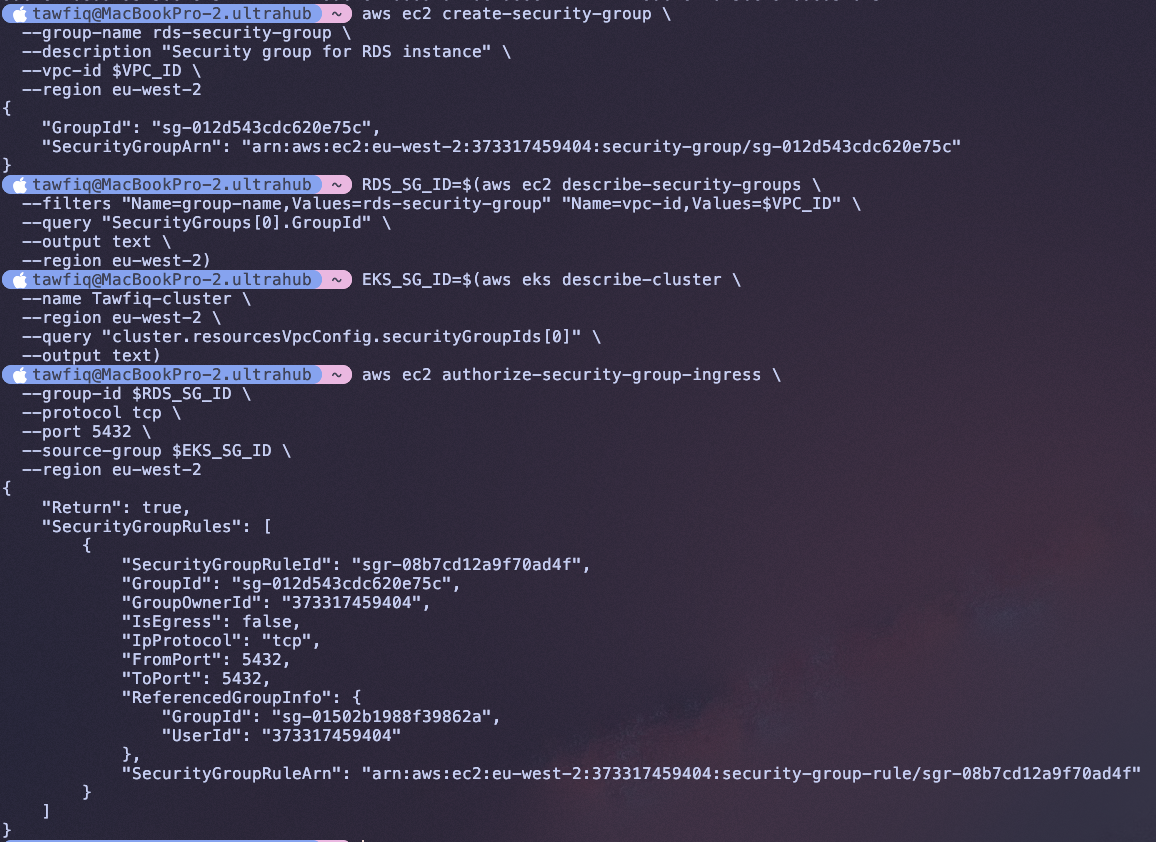 tawfiq@MacBookPro-2.ultrahub ~ aws ec2 create-security-group \
  --group-name rds-security-group \
  --description "Security group for RDS instance" \
  --vpc-id $VPC_ID \
  --region eu-west-2
{
    "GroupId": "sg-012d543cdc620e75c",
    "SecurityGroupArn": "arn:aws:ec2:eu-west-2:373317459404:security-group/sg-012d543cdc620e75c"
}
tawfiq@MacBookPro-2.ultrahub ~ RDS_SG_ID=$(aws ec2 describe-security-groups \
  --filters "Name=group-name,Values=rds-security-group" "Name=vpc-id,Values=$VPC_ID" \
  --query "SecurityGroups[0].GroupId" \
  --output text \
  --region eu-west-2)
tawfiq@MacBookPro-2.ultrahub ~ EKS_SG_ID=$(aws eks describe-cluster \
  --name Tawfiq-cluster \
  --region eu-west-2 \
  --query "cluster.resourcesVpcConfig.securityGroupIds[0]" \
  --output text)
tawfiq@MacBookPro-2.ultrahub ~ aws ec2 authorize-security-group-ingress \
  --group-id $RDS_SG_ID \
  --protocol tcp \
  --port 5432 \
  --source-group $EKS_SG_ID \
  --region eu-west-2
{
    "Return": true,
    "SecurityGroupRules": [
        {
            "SecurityGroupRuleId": "sgr-08b7cd12a9f70ad4f",
            "GroupId": "sg-012d543cdc620e75c",
            "GroupOwnerId": "373317459404",
            "IsEgress": false,
            "IpProtocol": "tcp",
            "FromPort": 5432,
            "ToPort": 5432,
            "ReferencedGroupInfo": {
                "GroupId": "sg-01502b1988f39862a",
                "UserId": "373317459404"
            },
            "SecurityGroupRuleArn": "arn:aws:ec2:eu-west-2:373317459404:security-group-rule/sgr-08b7cd12a9f70ad4f"
        }
    ]
}